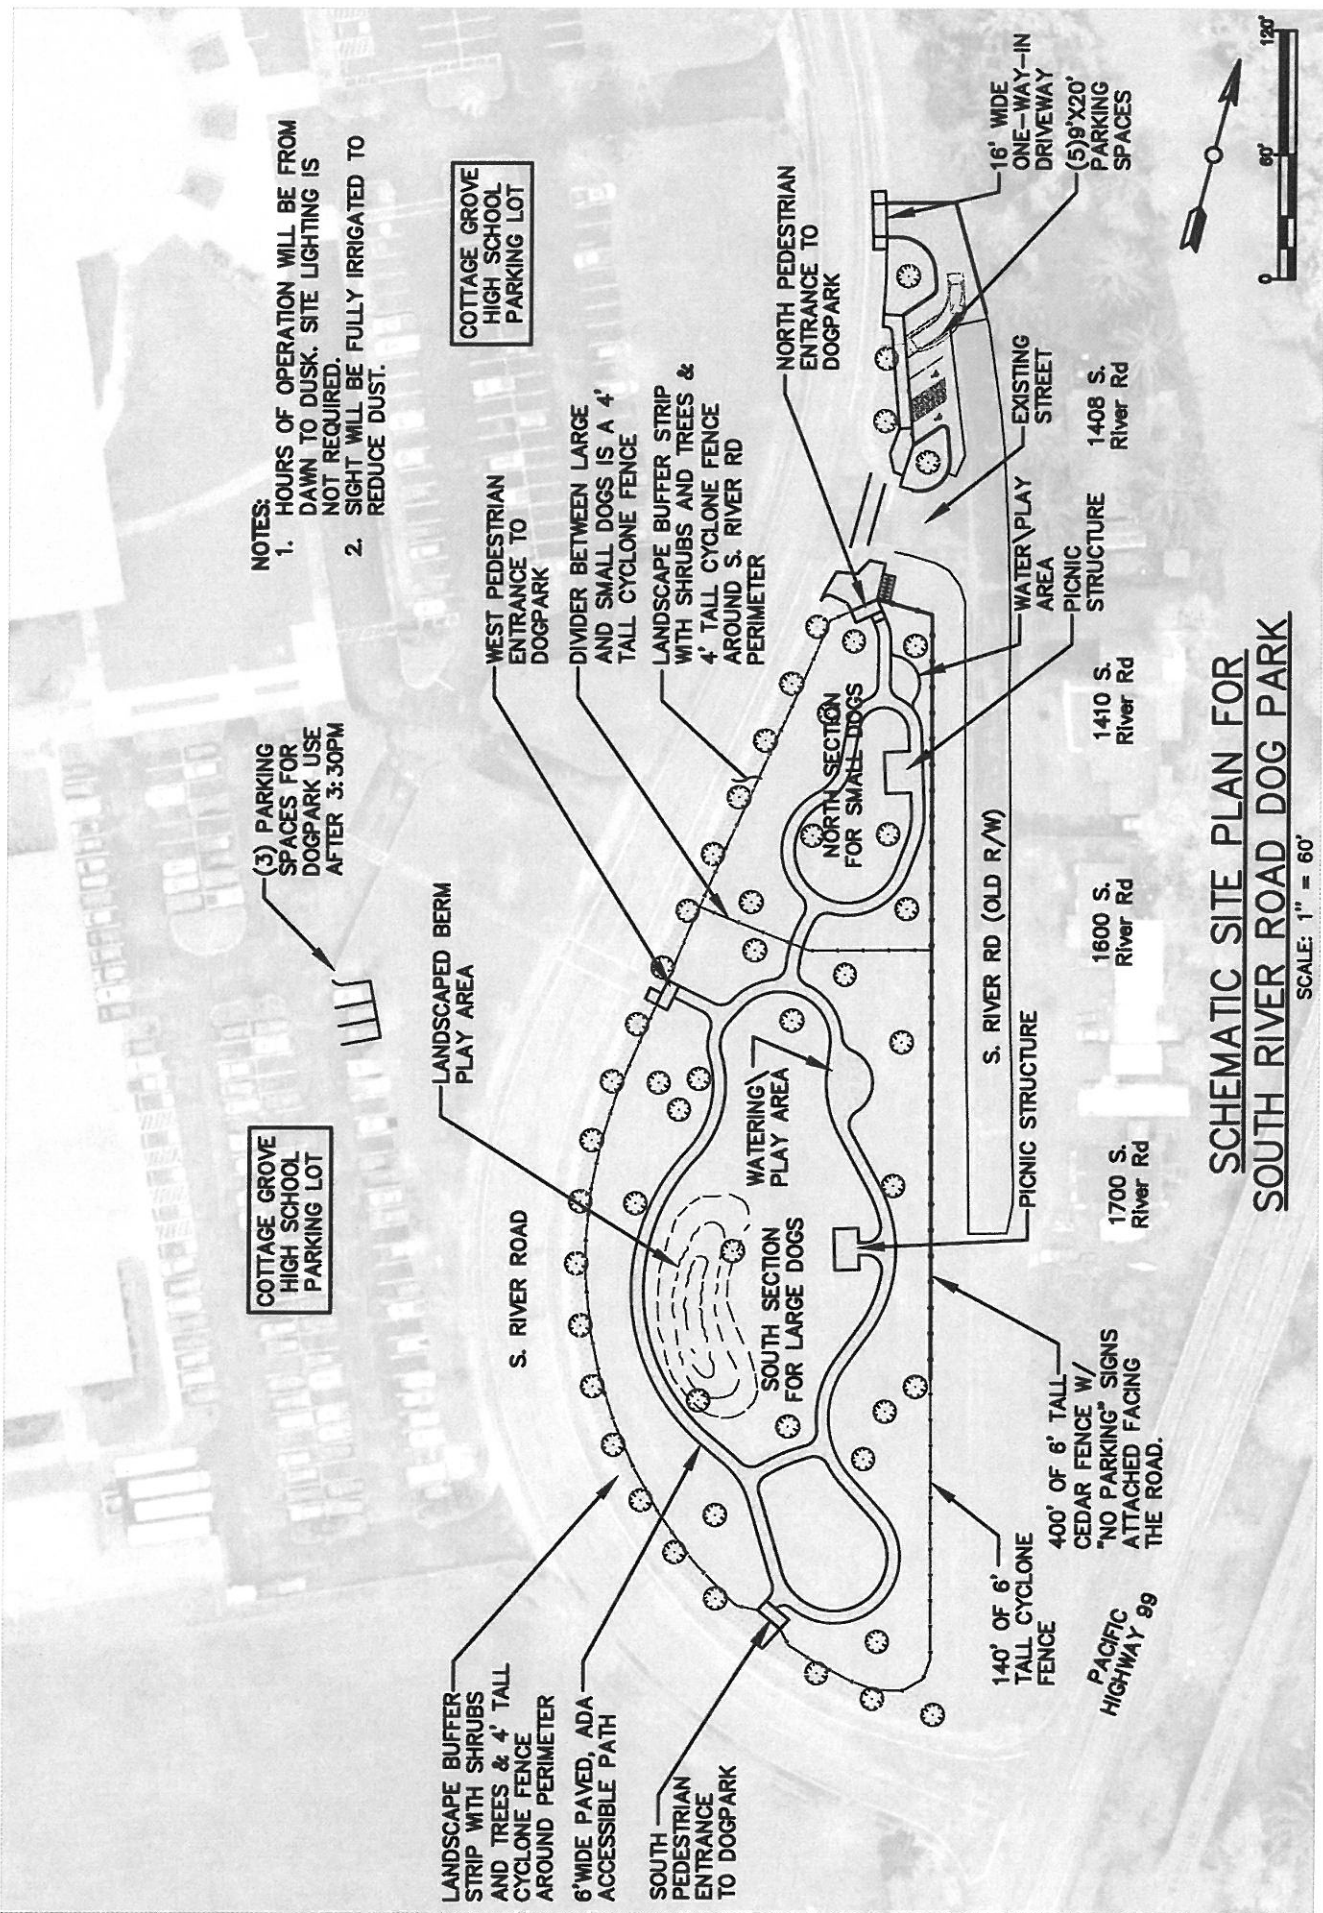 NOTES:
1. HOURS OF OPERATION WILL BE FROM
DAWN TO DUSK. SITE LIGHTING IS
NOT REQUIRED.
2. SIGHT WILL BE FULLY IRRIGATED TO
REDUCE DUST.
COTTAGE GROVE
HIGH SCHOOL
PARKING LOT
(3) PARKING
SPACES FOR
DOGPARK USE
AFTER 3:30PM
COTTAGE GROVE
HIGH SCHOOL
PARKING LOT
LANDSCAPED BERM
PLAY AREA
WEST PEDESTRIAN
ENTRANCE TO
DOGPARK
DIVIDER BETWEEN LARGE
AND SMALL DOGS IS A 4'
TALL CYCLONE FENCE
LANDSCAPE BUFFER STRIP
WITH SHRUBS AND TREES &
4' TALL CYCLONE FENCE
AROUND S. RIVER RD
PERIMETER
NORTH PEDESTRIAN
ENTRANCE TO
DOGPARK
16' WIDE
ONE-WAY-IN
DRIVEWAY
(5)9'X20'
PARKING
SPACES
0
60'
120'
LANDSCAPE BUFFER
STRIP WITH SHRUBS
AND TREES & 4' TALL
CYCLONE FENCE
AROUND PERIMETER
6'WIDE PAVED, ADA
ACCESSIBLE PATH
SOUTH
PEDESTRIAN
ENTRANCE
TO DOGPARK
S. RIVER ROAD
SOUTH SECTION
FOR LARGE DOGS
WATERING\
PLAY AREA
NORTH SECTION
FOR SMALL DOGS
EXISTING
STREET
WATER\PLAY
AREA
PICNIC
STRUCTURE
S. RIVER RD (OLD R/W)
PICNIC STRUCTURE
140' OF 6'
TALL CYCLONE
FENCE
400' OF 6' TALL
CEDAR FENCE W/
"NO PARKING" SIGNS
ATTACHED FACING
THE ROAD.
PACIFIC
HIGHWAY 99
1700 S.
River Rd
1600 S.
River Rd
1410 S.
River Rd
1408 S.
River Rd
SCHEMATIC SITE PLAN FOR
SOUTH RIVER ROAD DOG PARK
SCALE: 1" = 60'